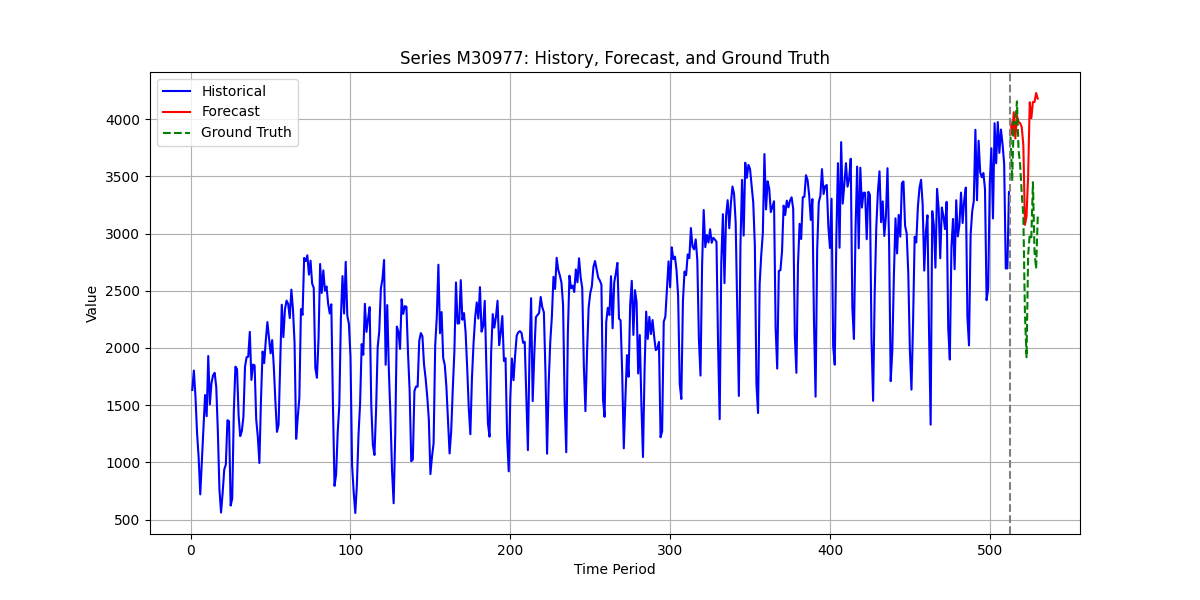 Series M30977: History, Forecast, and Ground Truth
Historical
Forecast
Ground Truth
4000
3500
3000
2500
2000
1500
1000
500
Value
0 100 200 300 400 500
Time Period